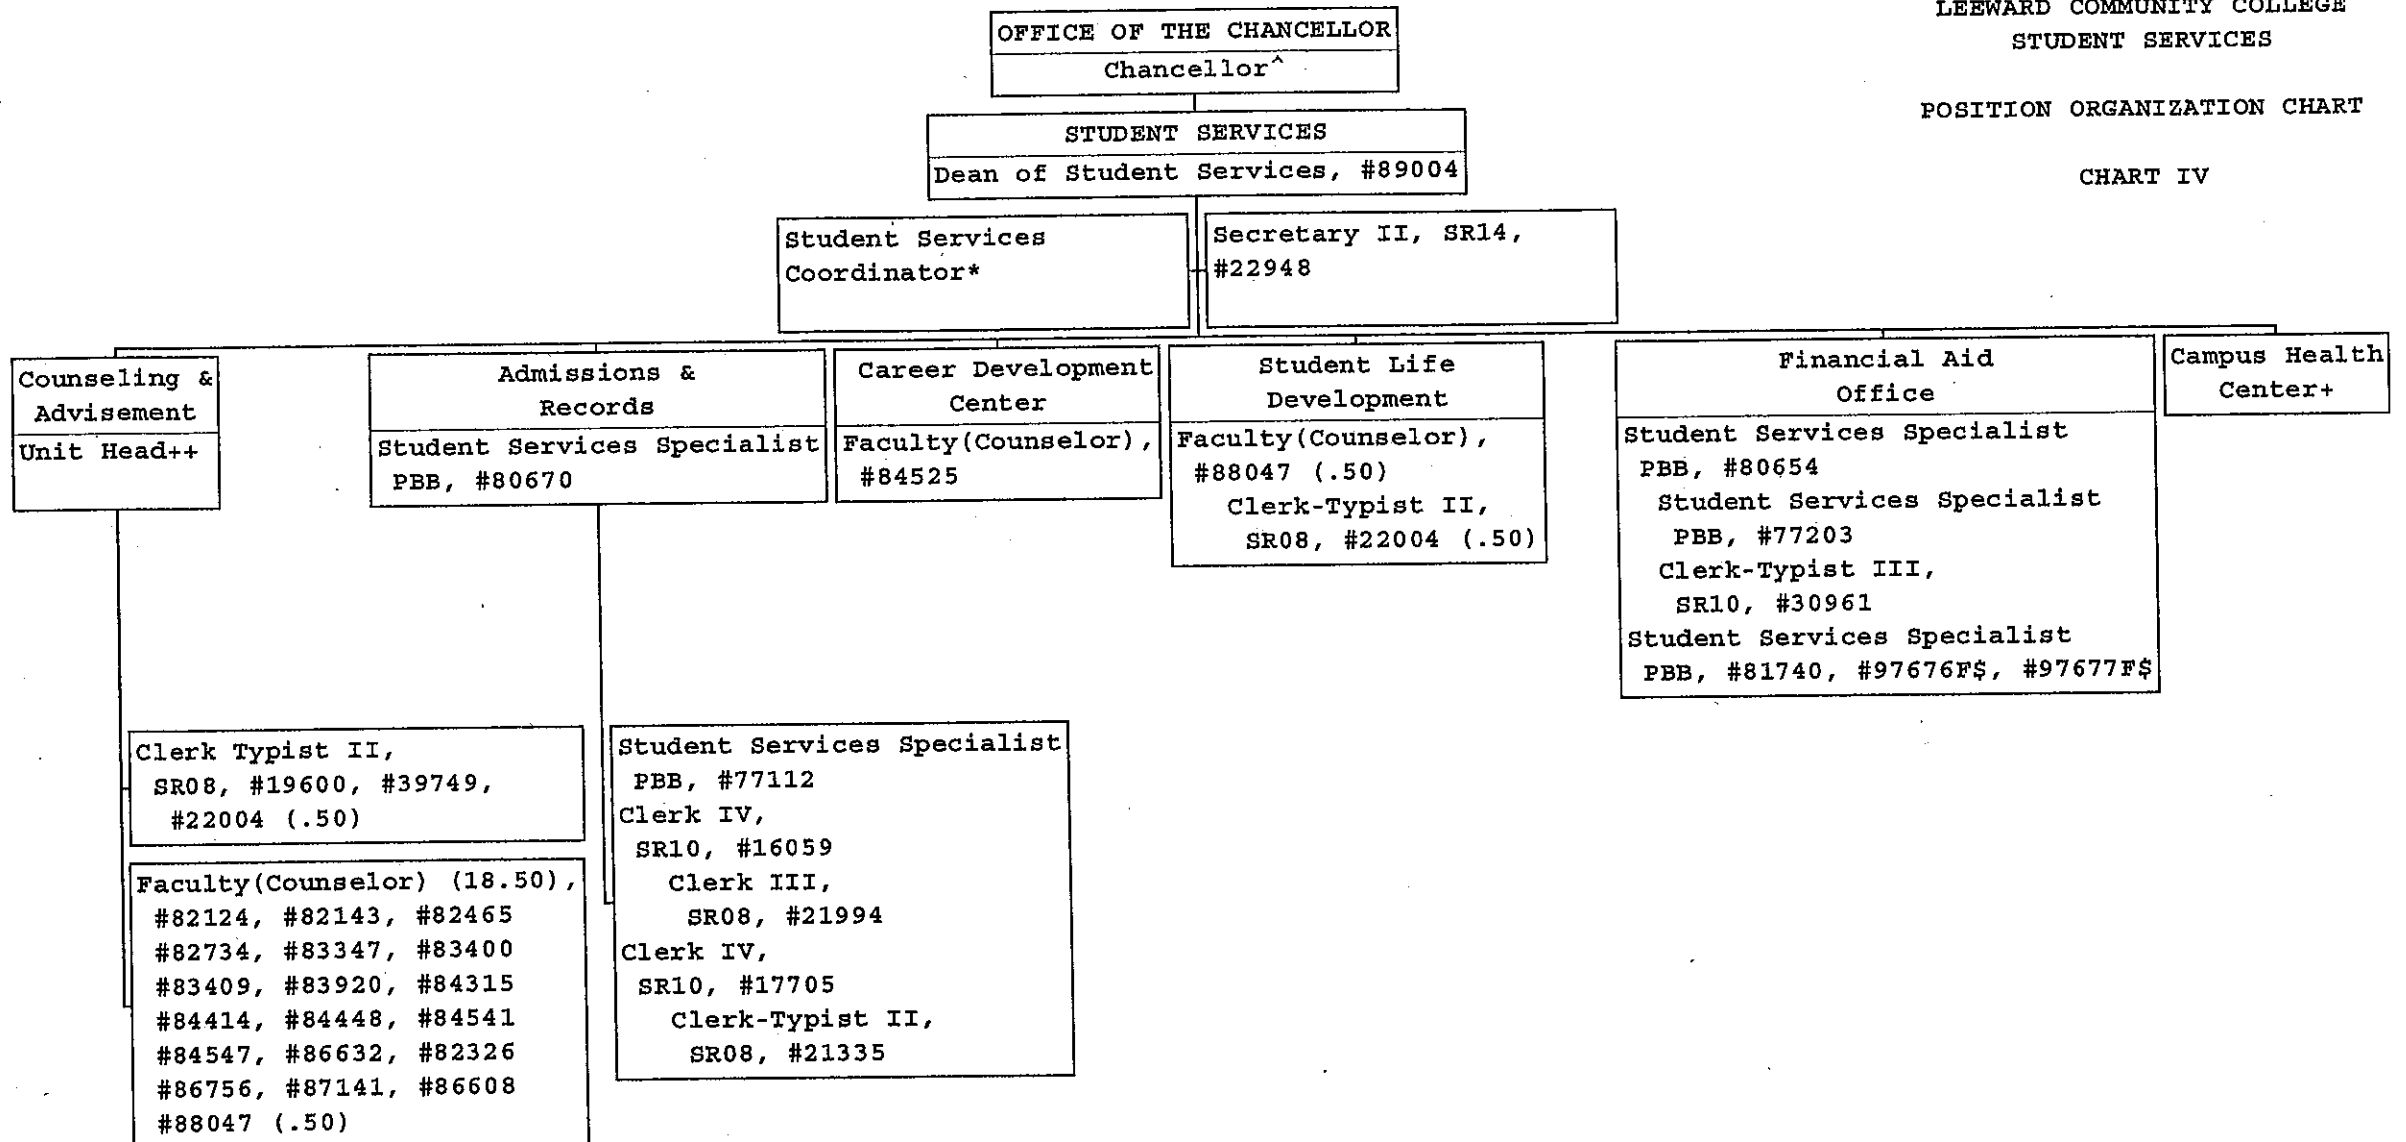 LEEWARD COMMUNITY COLLEGE
STUDENT SERVICES
POSITION ORGANIZATION CHART
CHART IV
OFFICE OF THE CHANCELLOR
Chancellor^
STUDENT SERVICES
Dean of Student Services, #89004
Student Services
Coordinator*
Secretary II, SR14,
#22948
Counseling &
Advisement
Unit Head++
Admissions &
Records
Student Services Specialist
PBB, #80670
Career Development
Center
Faculty(Counselor),
#84525
Student Life
Development
Faculty(Counselor),
#88047 (.50)
Clerk-Typist II,
SR08, #22004 (.50)
Financial Aid
Office
Student Services Specialist
PBB, #80654
Student Services Specialist
PBB, #77203
Clerk-Typist III,
SR10, #30961
Student Services Specialist
PBB, #81740, #97676F$, #97677F$
Campus Health
Center+
Clerk Typist II,
SR08, #19600, #39749,
#22004 (.50)
Faculty(Counselor) (18.50),
#82124, #82143, #82465
#82734, #83347, #83400
#83409, #83920, #84315
#84414, #84448, #84541
#84547, #86632, #82326
#86756, #87141, #86608
#88047 (.50)
Student Services Specialist
PBB, #77112
Clerk IV,
SR10, #16059
Clerk III,
SR08, #21994
Clerk IV,
SR10, #17705
Clerk-Typist II,
SR08, #21335